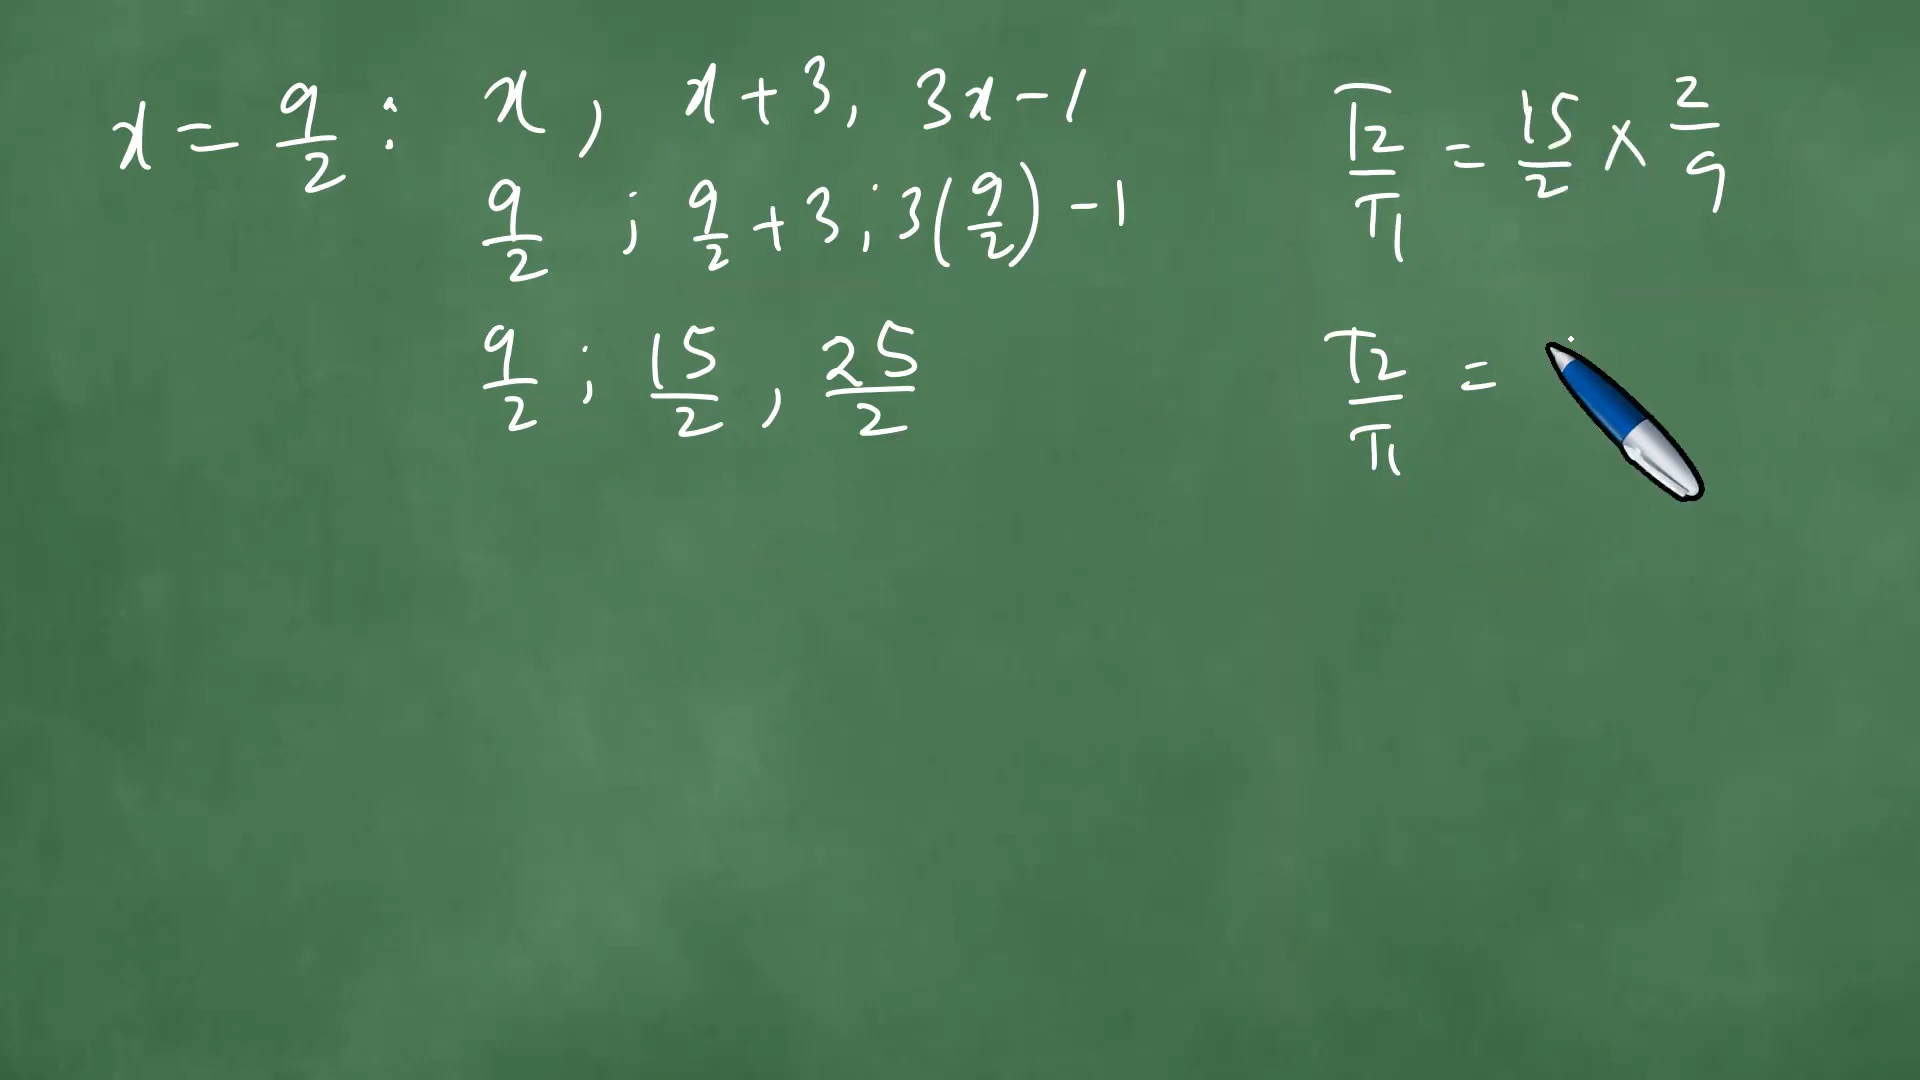 x = 9/2 : x , x + 3, 3x - 1
9/2 ; 9/2 + 3 ; 3(9/2) - 1
9/2 ; 15/2 , 25/2
T2/T1 = 15/2 × 2/9
T2/T1 =